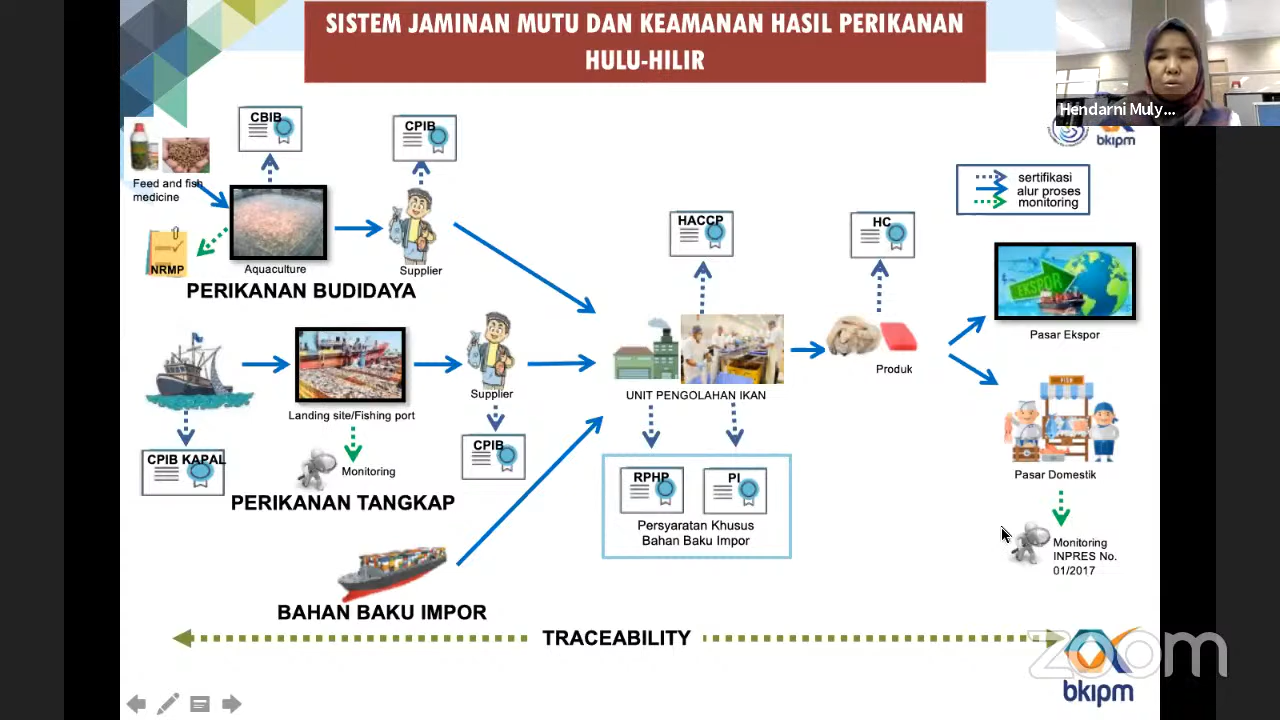 SISTEM JAMINAN MUTU DAN KEAMANAN HASIL PERIKANAN
HULU-HILIR
Hendarni Muly...
bkipm
CBIB
CPIB
Feed and fish
medicine
NRMP
Aquaculture
Supplier
PERIKANAN BUDIDAYA
sertifikasi
alur proses
monitoring
HACCP
HC
EKSPOR
Pasar Ekspor
Landing site/Fishing port
Supplier
UNIT PENGOLAHAN IKAN
Produk
FISH
Pasar Domestik
CPIB KAPAL
Monitoring
CPIB
PERIKANAN TANGKAP
RPHP
PI
Persyaratan Khusus
Bahan Baku Impor
Monitoring
INPRES No.
01/2017
BAHAN BAKU IMPOR
TRACEABILITY
zoom
bkipm